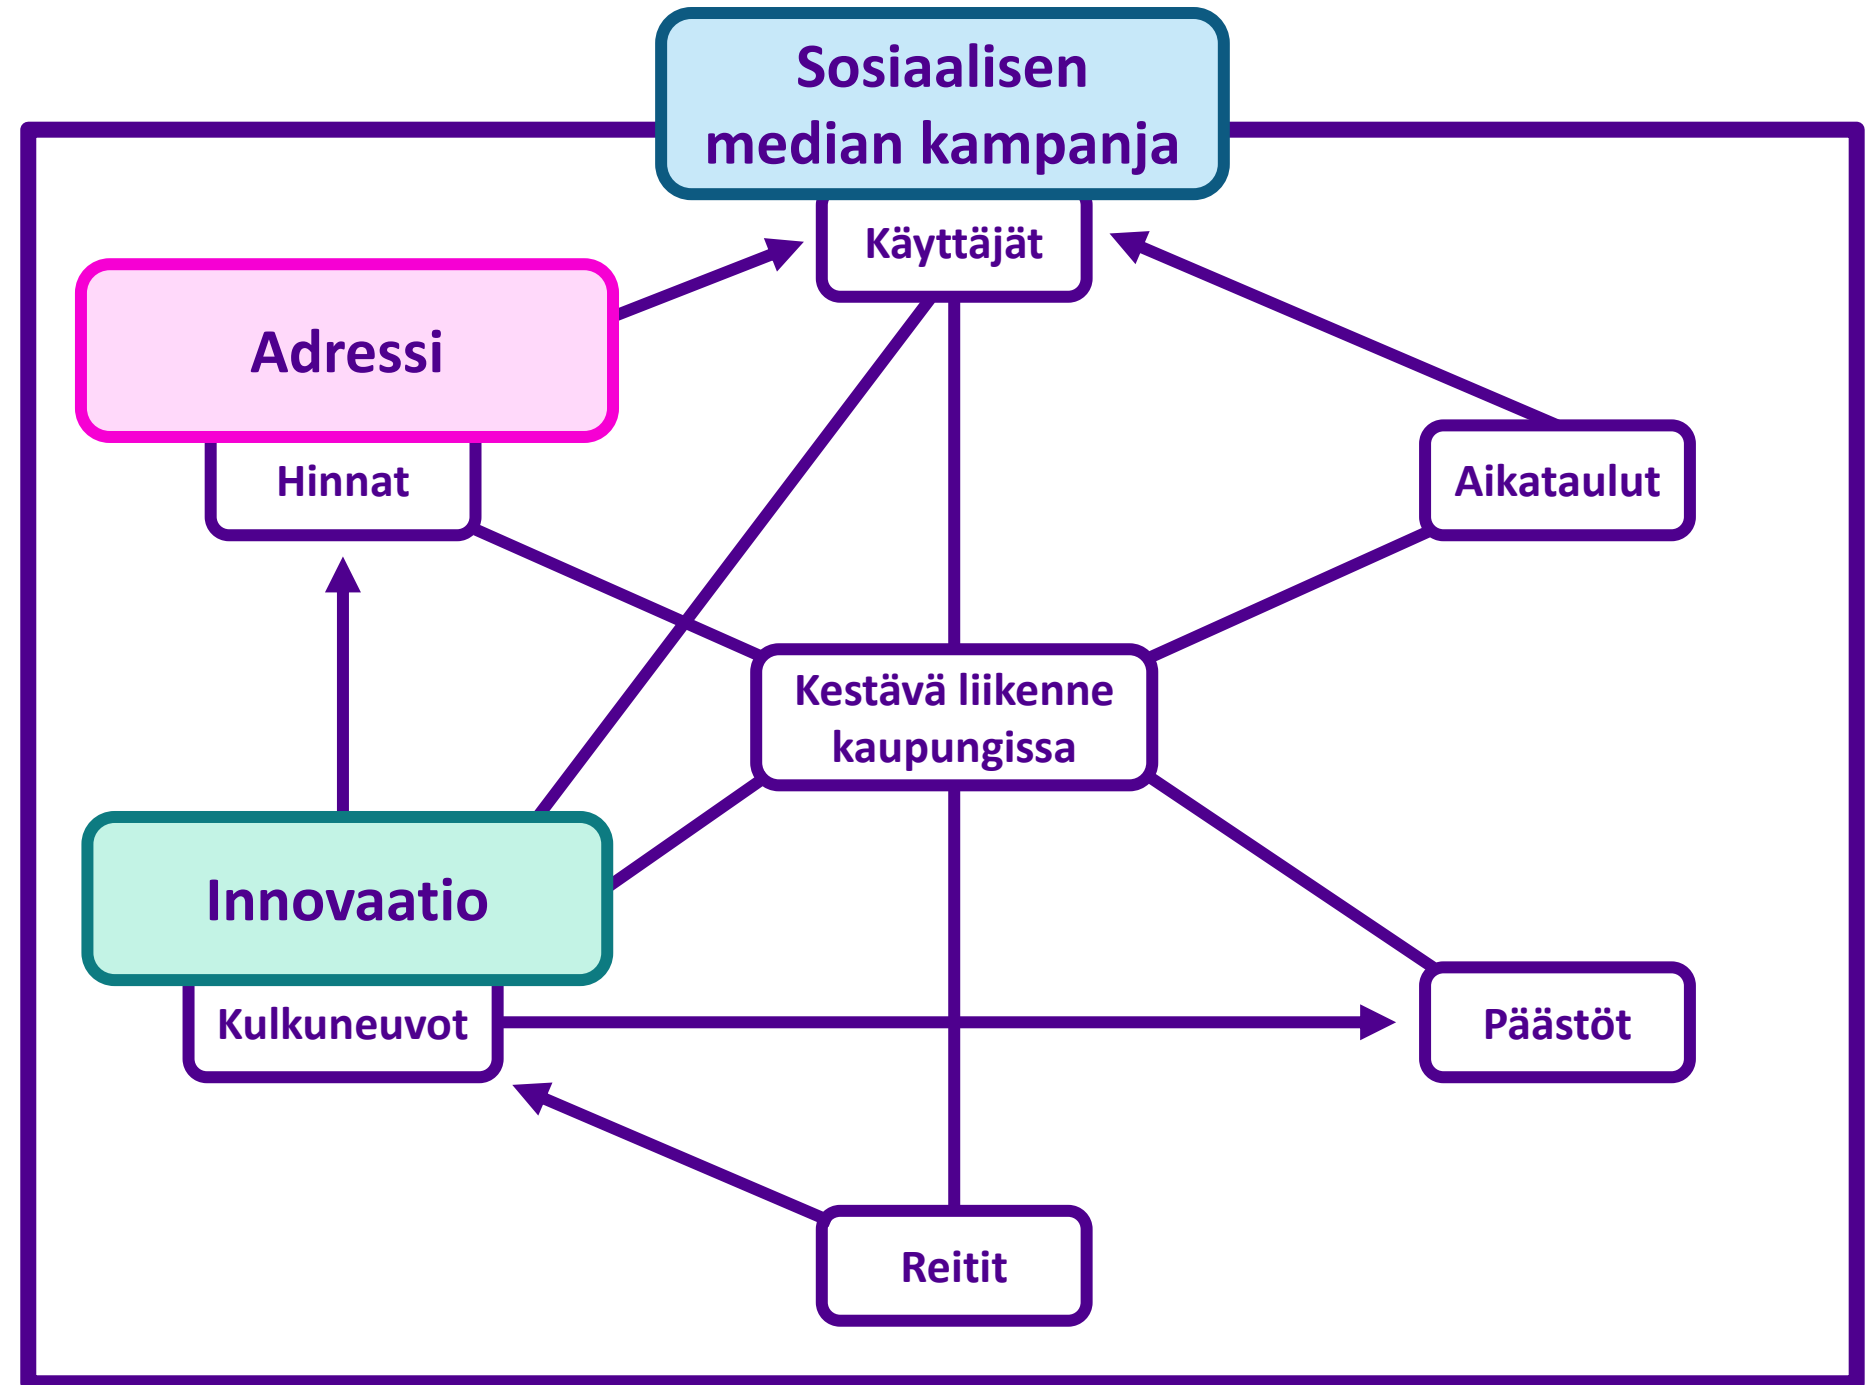 Sosiaalisen
median kampanja
Käyttäjät
Adressi
Hinnat
Aikataulut
Kestävä liikenne
kaupungissa
Innovaatio
Kulkuneuvot
Päästöt
Reitit